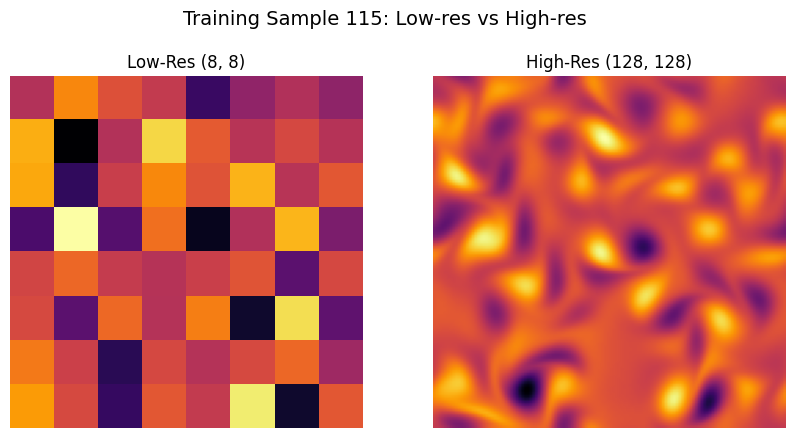 Training Sample 115: Low-res vs High-res
Low-Res (8, 8)
High-Res (128, 128)